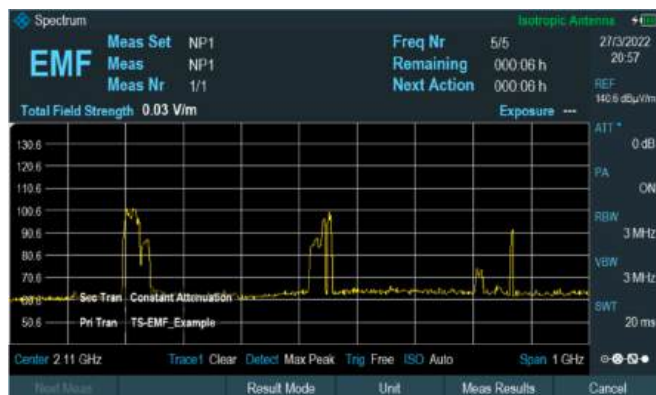 Spectrum Isotropic Antenna
EMF
Meas Set NP1 Freq Nr 5/5
Meas NP1 Remaining 000:06 h
Meas Nr 1/1 Next Action 000:06 h
Total Field Strength 0.03 V/m Exposure ---
27/3/2022
20:57
REF
140.6 dBµV/m
ATT *
0 dB
PA
ON
RBW
3 MHz
VBW
3 MHz
SWT
20 ms
130.6
120.6
110.6
100.6
90.6
80.6
70.6
60.6
50.6
Sec Tran Constant Attenuation
Pri Tran TS-EMF_Example
Center 2.11 GHz Trace1 Clear Detect Max Peak Trig Free ISO Auto Span 1 GHz
Next Meas Result Mode Unit Meas Results Cancel